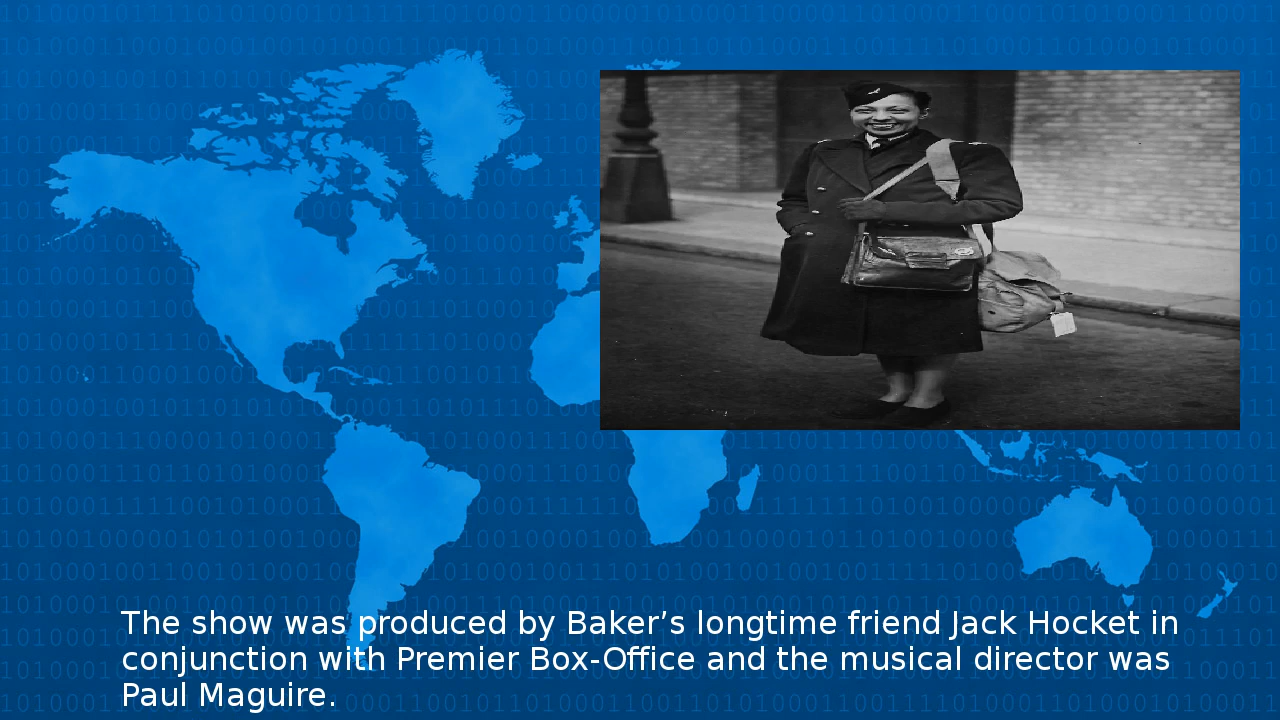 The show was produced by Baker’s longtime friend Jack Hocket in
conjunction with Premier Box-Office and the musical director was
Paul Maguire.